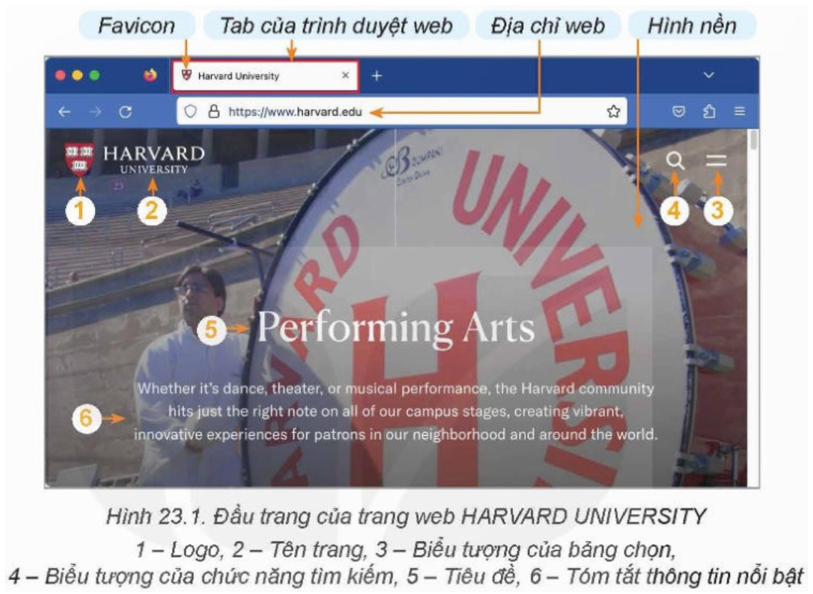 Favicon
Tab của trình duyệt web
Địa chỉ web
Hình nền
Harvard University
https://www.harvard.edu
HARVARD
UNIVERSITY
23
1
2
4
3
HARVARD UNIVERSI
H
5
Performing Arts
Whether it's dance, theater, or musical performance, the Harvard community
6
hits just the right note on all of our campus stages, creating vibrant,
innovative experiences for patrons in our neighborhood and around the world.
Hình 23.1. Đầu trang của trang web HARVARD UNIVERSITY
1 – Logo, 2 – Tên trang, 3 – Biểu tượng của bảng chọn,
4 – Biểu tượng của chức năng tìm kiếm, 5 – Tiêu đề, 6 – Tóm tắt thông tin nổi bật